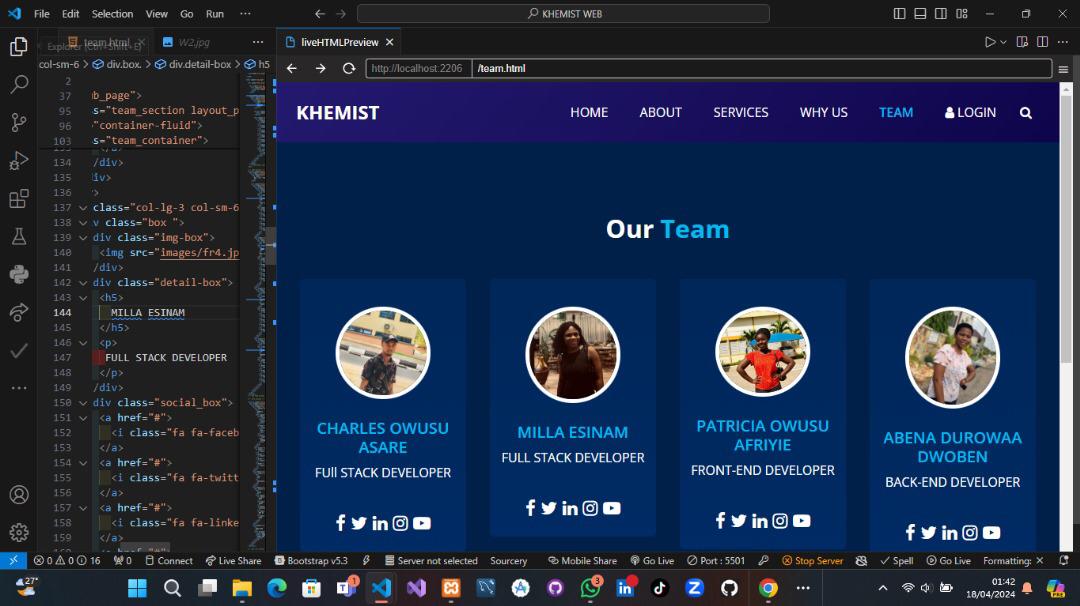 File Edit Selection View Go Run ··· KHEMIST WEB
team.html W2.jpg ···
Explorer (Ctrl+Shift+E)
liveHTMLPreview
col-sm-6 > div.box. > div.detail-box > h5
http://localhost:2206 /team.html
2
37 ub_page">
95 s="team_section layout_p
96 "container-fluid">
103 s="team_container">
134 /div>
135 div>
136 >
137 class="col-lg-3 col-sm-6
138 v class="box ">
139 div class="img-box">
140 <img src="images/fr4.jp
141 /div>
142 div class="detail-box">
143 <h5>
144 MILLA ESINAM
145 </h5>
146 <p>
147 FULL STACK DEVELOPER
148 </p>
149 /div>
150 div class="social_box">
151 <a href="#">
152 <i class="fa fa-faceb
153 </a>
154 <a href="#">
155 <i class="fa fa-twitt
156 </a>
157 <a href="#">
158 <i class="fa fa-linke
159 </a>
KHEMIST
HOME ABOUT SERVICES WHY US TEAM LOGIN
Our Team
CHARLES OWUSU
ASARE
FUll STACK DEVELOPER
MILLA ESINAM
FULL STACK DEVELOPER
PATRICIA OWUSU
AFRIYIE
FRONT-END DEVELOPER
ABENA DUROWAA
DWOBEN
BACK-END DEVELOPER
0 0 16 0 Connect Live Share Bootstrap v5.3 Server not selected Sourcery Mobile Share Go Live Port : 5501 Stop Server Spell Go Live Formatting: ×
27° 1 3 01:42
18/04/2024